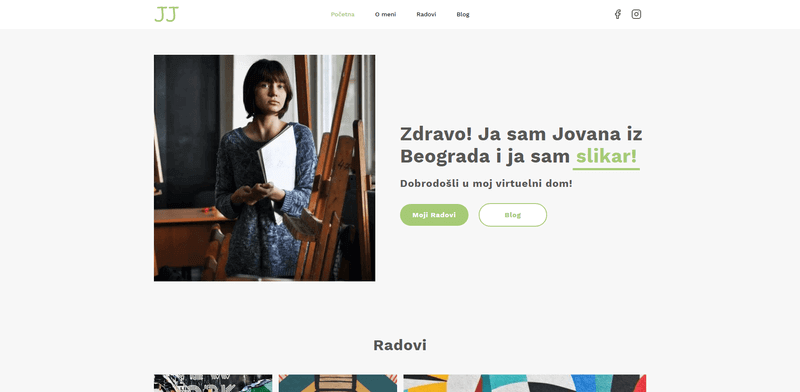 JJ
Početna
O meni
Radovi
Blog
Zdravo! Ja sam Jovana iz
Beograda i ja sam slikar!
Dobrodošli u moj virtuelni dom!
Moji Radovi
Blog
Radovi